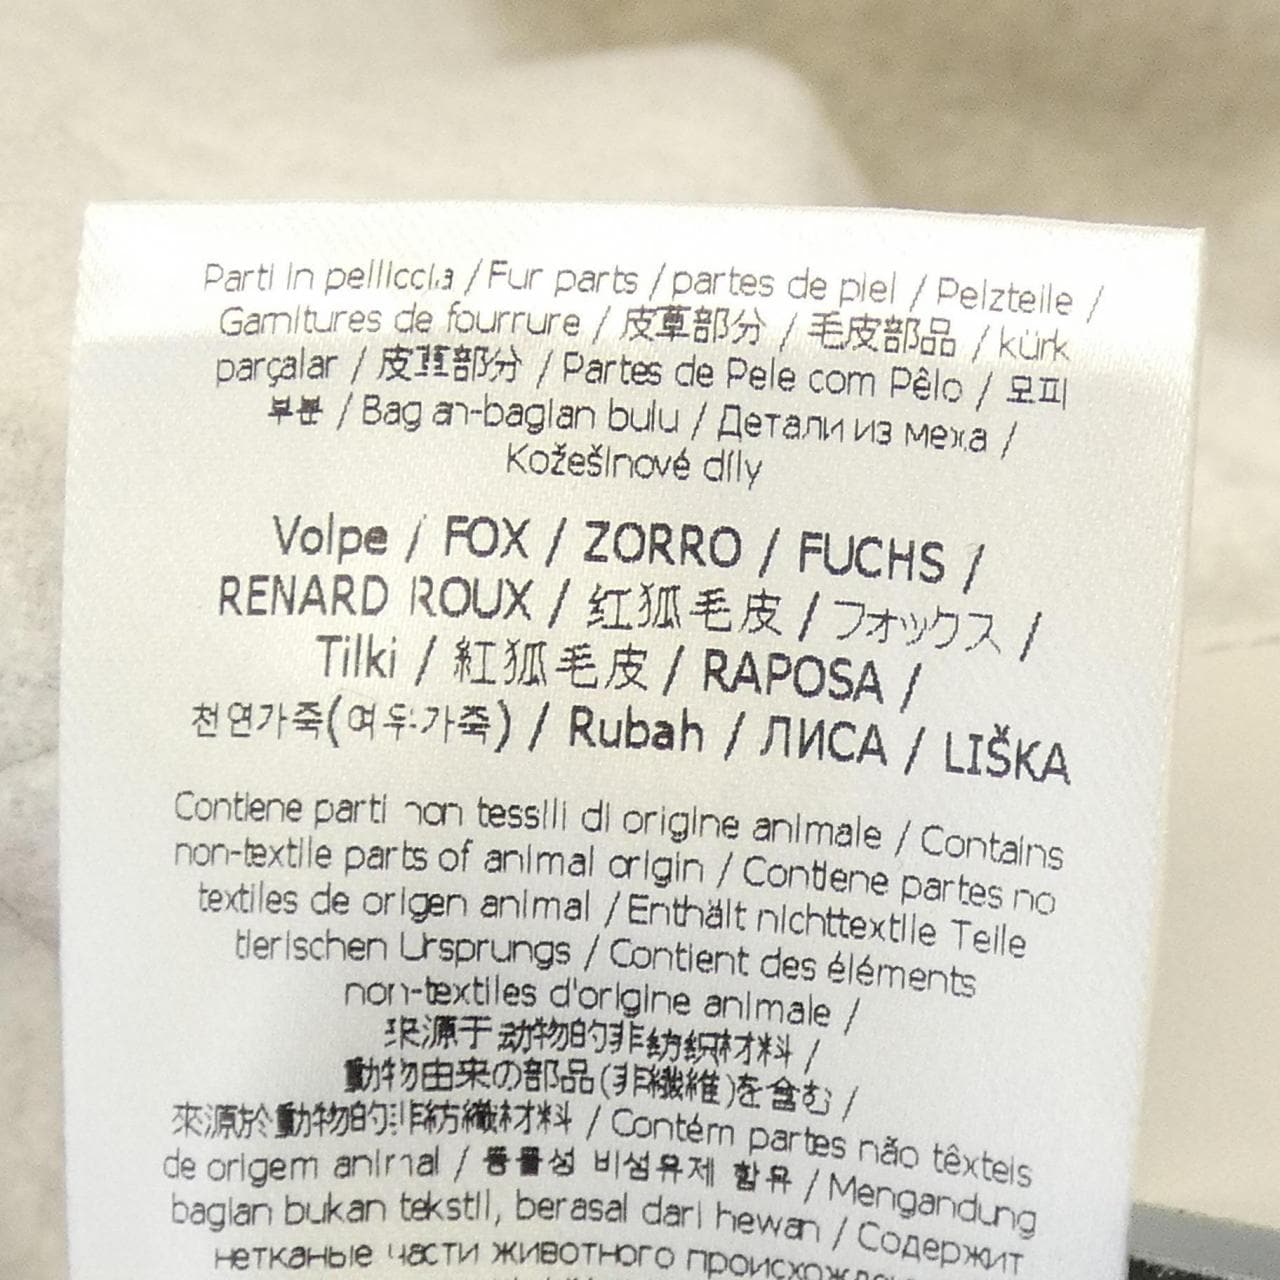 Parti in pelliccia / Fur parts / partes de piel / Pelzteile /
Garnitures de fourrure / 皮草部分 / 毛皮部品 / kürk
parçalar / 皮草部分 / Partes de Pele com Pêlo / 모피
부분 / Bagian-bagian bulu / Детали из меха /
Kožešinové díly
Volpe / FOX / ZORRO / FUCHS /
RENARD ROUX / 红狐毛皮 / フォックス /
Tilki / 紅狐毛皮 / RAPOSA /
천연가죽(여우가죽) / Rubah / ЛИСА / LIŠKA
Contiene parti non tessili di origine animale / Contains
non-textile parts of animal origin / Contiene partes no
textiles de origen animal / Enthält nichttextile Teile
tierischen Ursprungs / Contient des éléments
non-textiles d'origine animale /
来源于动物的非纺织材料 /
動物由来の部品(非繊維)を含む /
來源於動物的非紡織材料 / Contém partes não têxteis
de origem animal / 동물성 비섬유제 함유 / Mengandung
bagian bukan tekstil, berasal dari hewan / Содержит
нетканые части животного